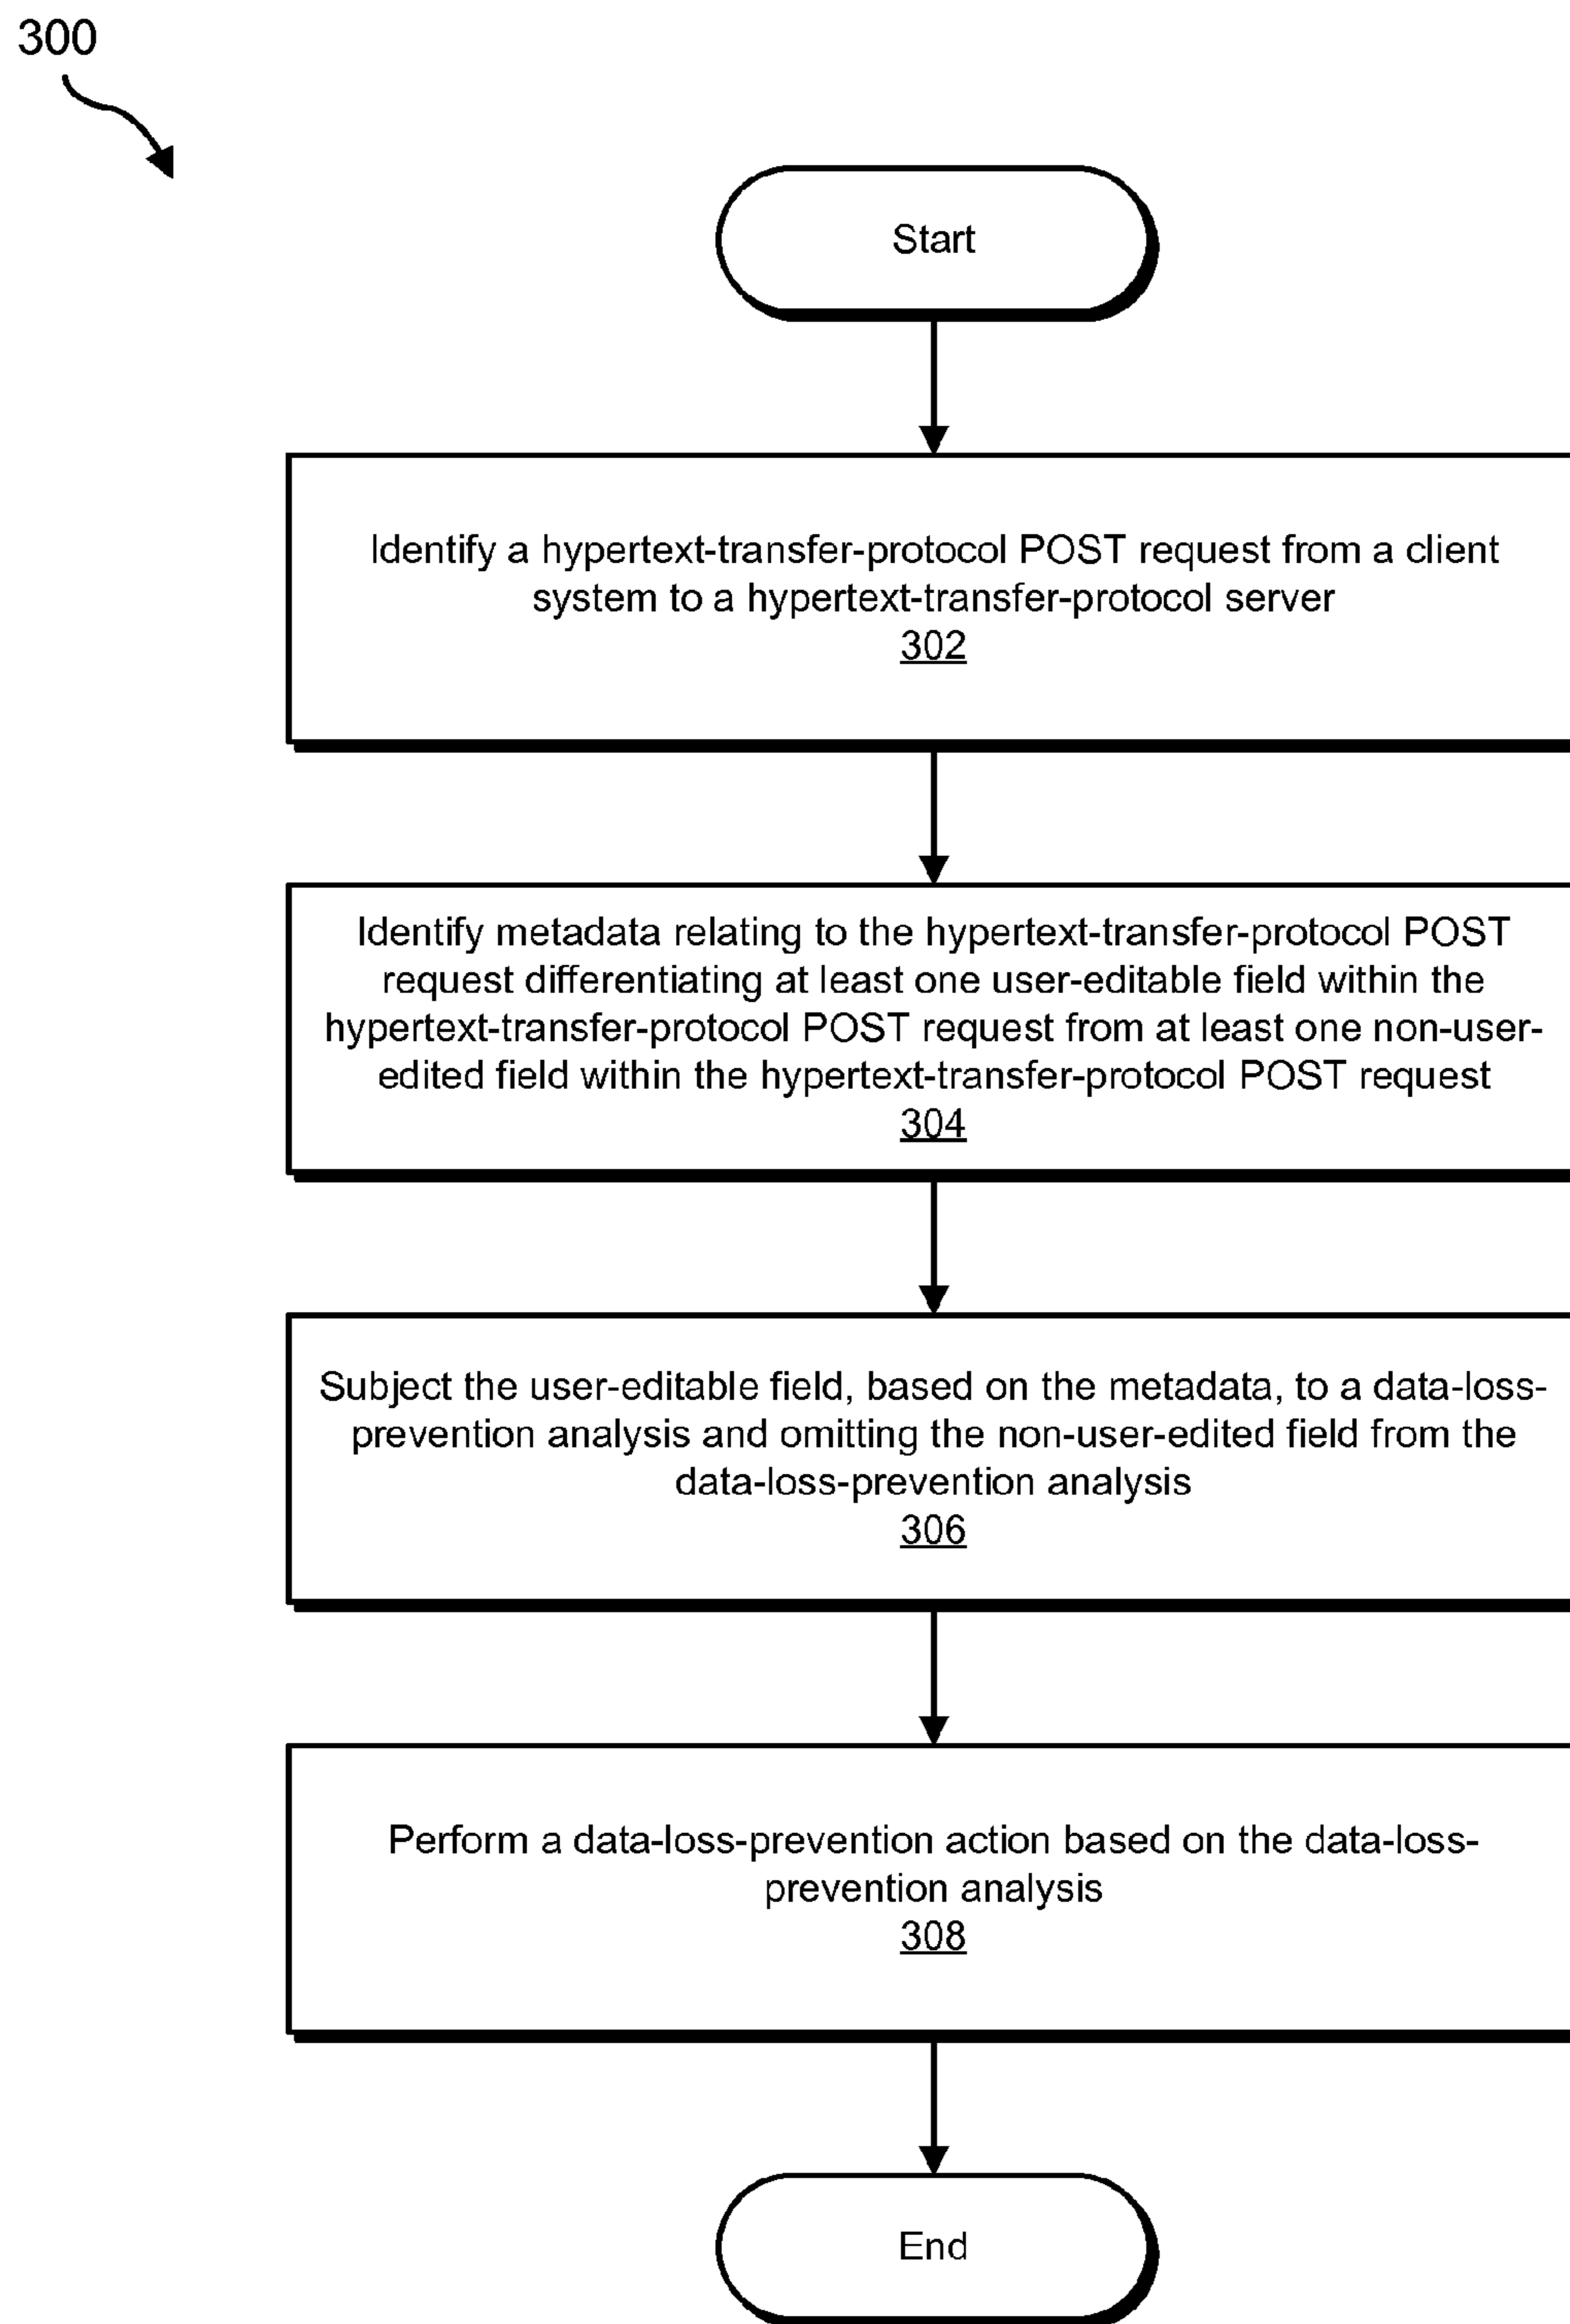 300
Start
Identify a hypertext-transfer-protocol POST request from a client
system to a hypertext-transfer-protocol server
302
Identify metadata relating to the hypertext-transfer-protocol POST
request differentiating at least one user-editable field within the
hypertext-transfer-protocol POST request from at least one non-user-
edited field within the hypertext-transfer-protocol POST request
304
Subject the user-editable field, based on the metadata, to a data-loss-
prevention analysis and omitting the non-user-edited field from the
data-loss-prevention analysis
306
Perform a data-loss-prevention action based on the data-loss-
prevention analysis
308
End